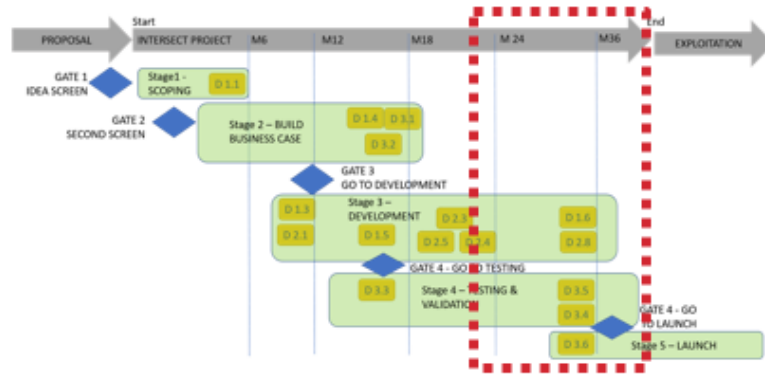 Start
End
PROPOSAL
INTERSECT PROJECT
M6
M12
M18
M 24
M36
EXPLOITATION
GATE 1
IDEA SCREEN
Stage1 -
SCOPING
D 1.1
GATE 2
SECOND SCREEN
Stage 2 – BUILD
BUSINESS CASE
D 1.4
D 3.1
D 3.2
GATE 3
GO TO DEVELOPMENT
Stage 3 –
DEVELOPMENT
D 1.3
D 2.3
D 1.6
D 2.1
D 1.5
D 2.5
D 2.4
D 2.8
GATE 4 - GO TO TESTING
D 3.3
Stage 4 – TESTING &
VALIDATION
D 3.5
D 3.4
GATE 4 - GO
TO LAUNCH
D 3.6
Stage 5 – LAUNCH